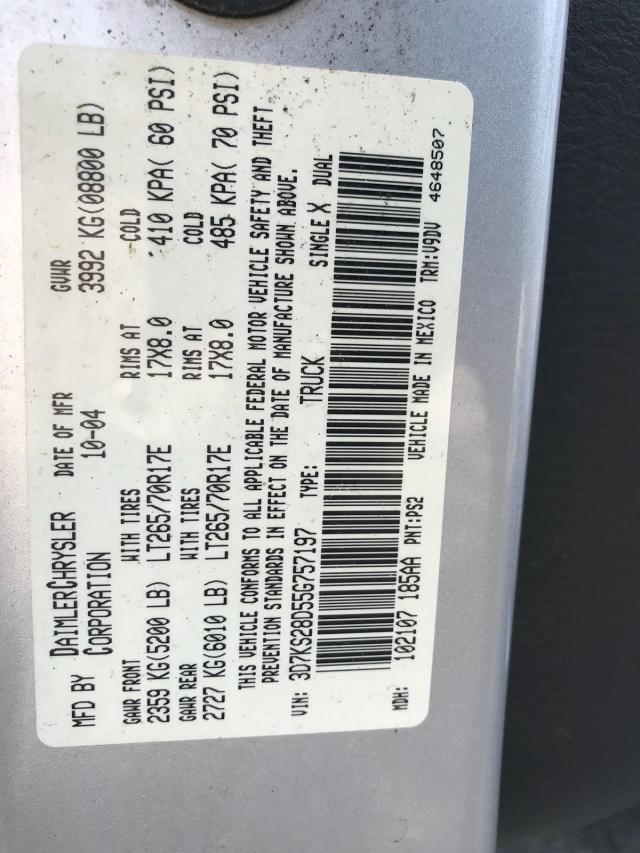 MFD BY DAIMLERCHRYSLER CORPORATION DATE OF MFR 10-04 GVWR 3992 KG(08800 LB)
GAWR FRONT WITH TIRES RIMS AT COLD
2359 KG(5200 LB) LT265/70R17E 17X8.0 410 KPA( 60 PSI)
GAWR REAR WITH TIRES RIMS AT COLD
2727 KG(6010 LB) LT265/70R17E 17X8.0 485 KPA( 70 PSI)
THIS VEHICLE CONFORMS TO ALL APPLICABLE FEDERAL MOTOR VEHICLE SAFETY AND THEFT
PREVENTION STANDARDS IN EFFECT ON THE DATE OF MANUFACTURE SHOWN ABOVE.
VIN: 3D7KS28D55G757197 TYPE: TRUCK SINGLE X DUAL
MDH: 102107 185AA PNT:PS2 VEHICLE MADE IN MEXICO TRM:V9DV 4648507